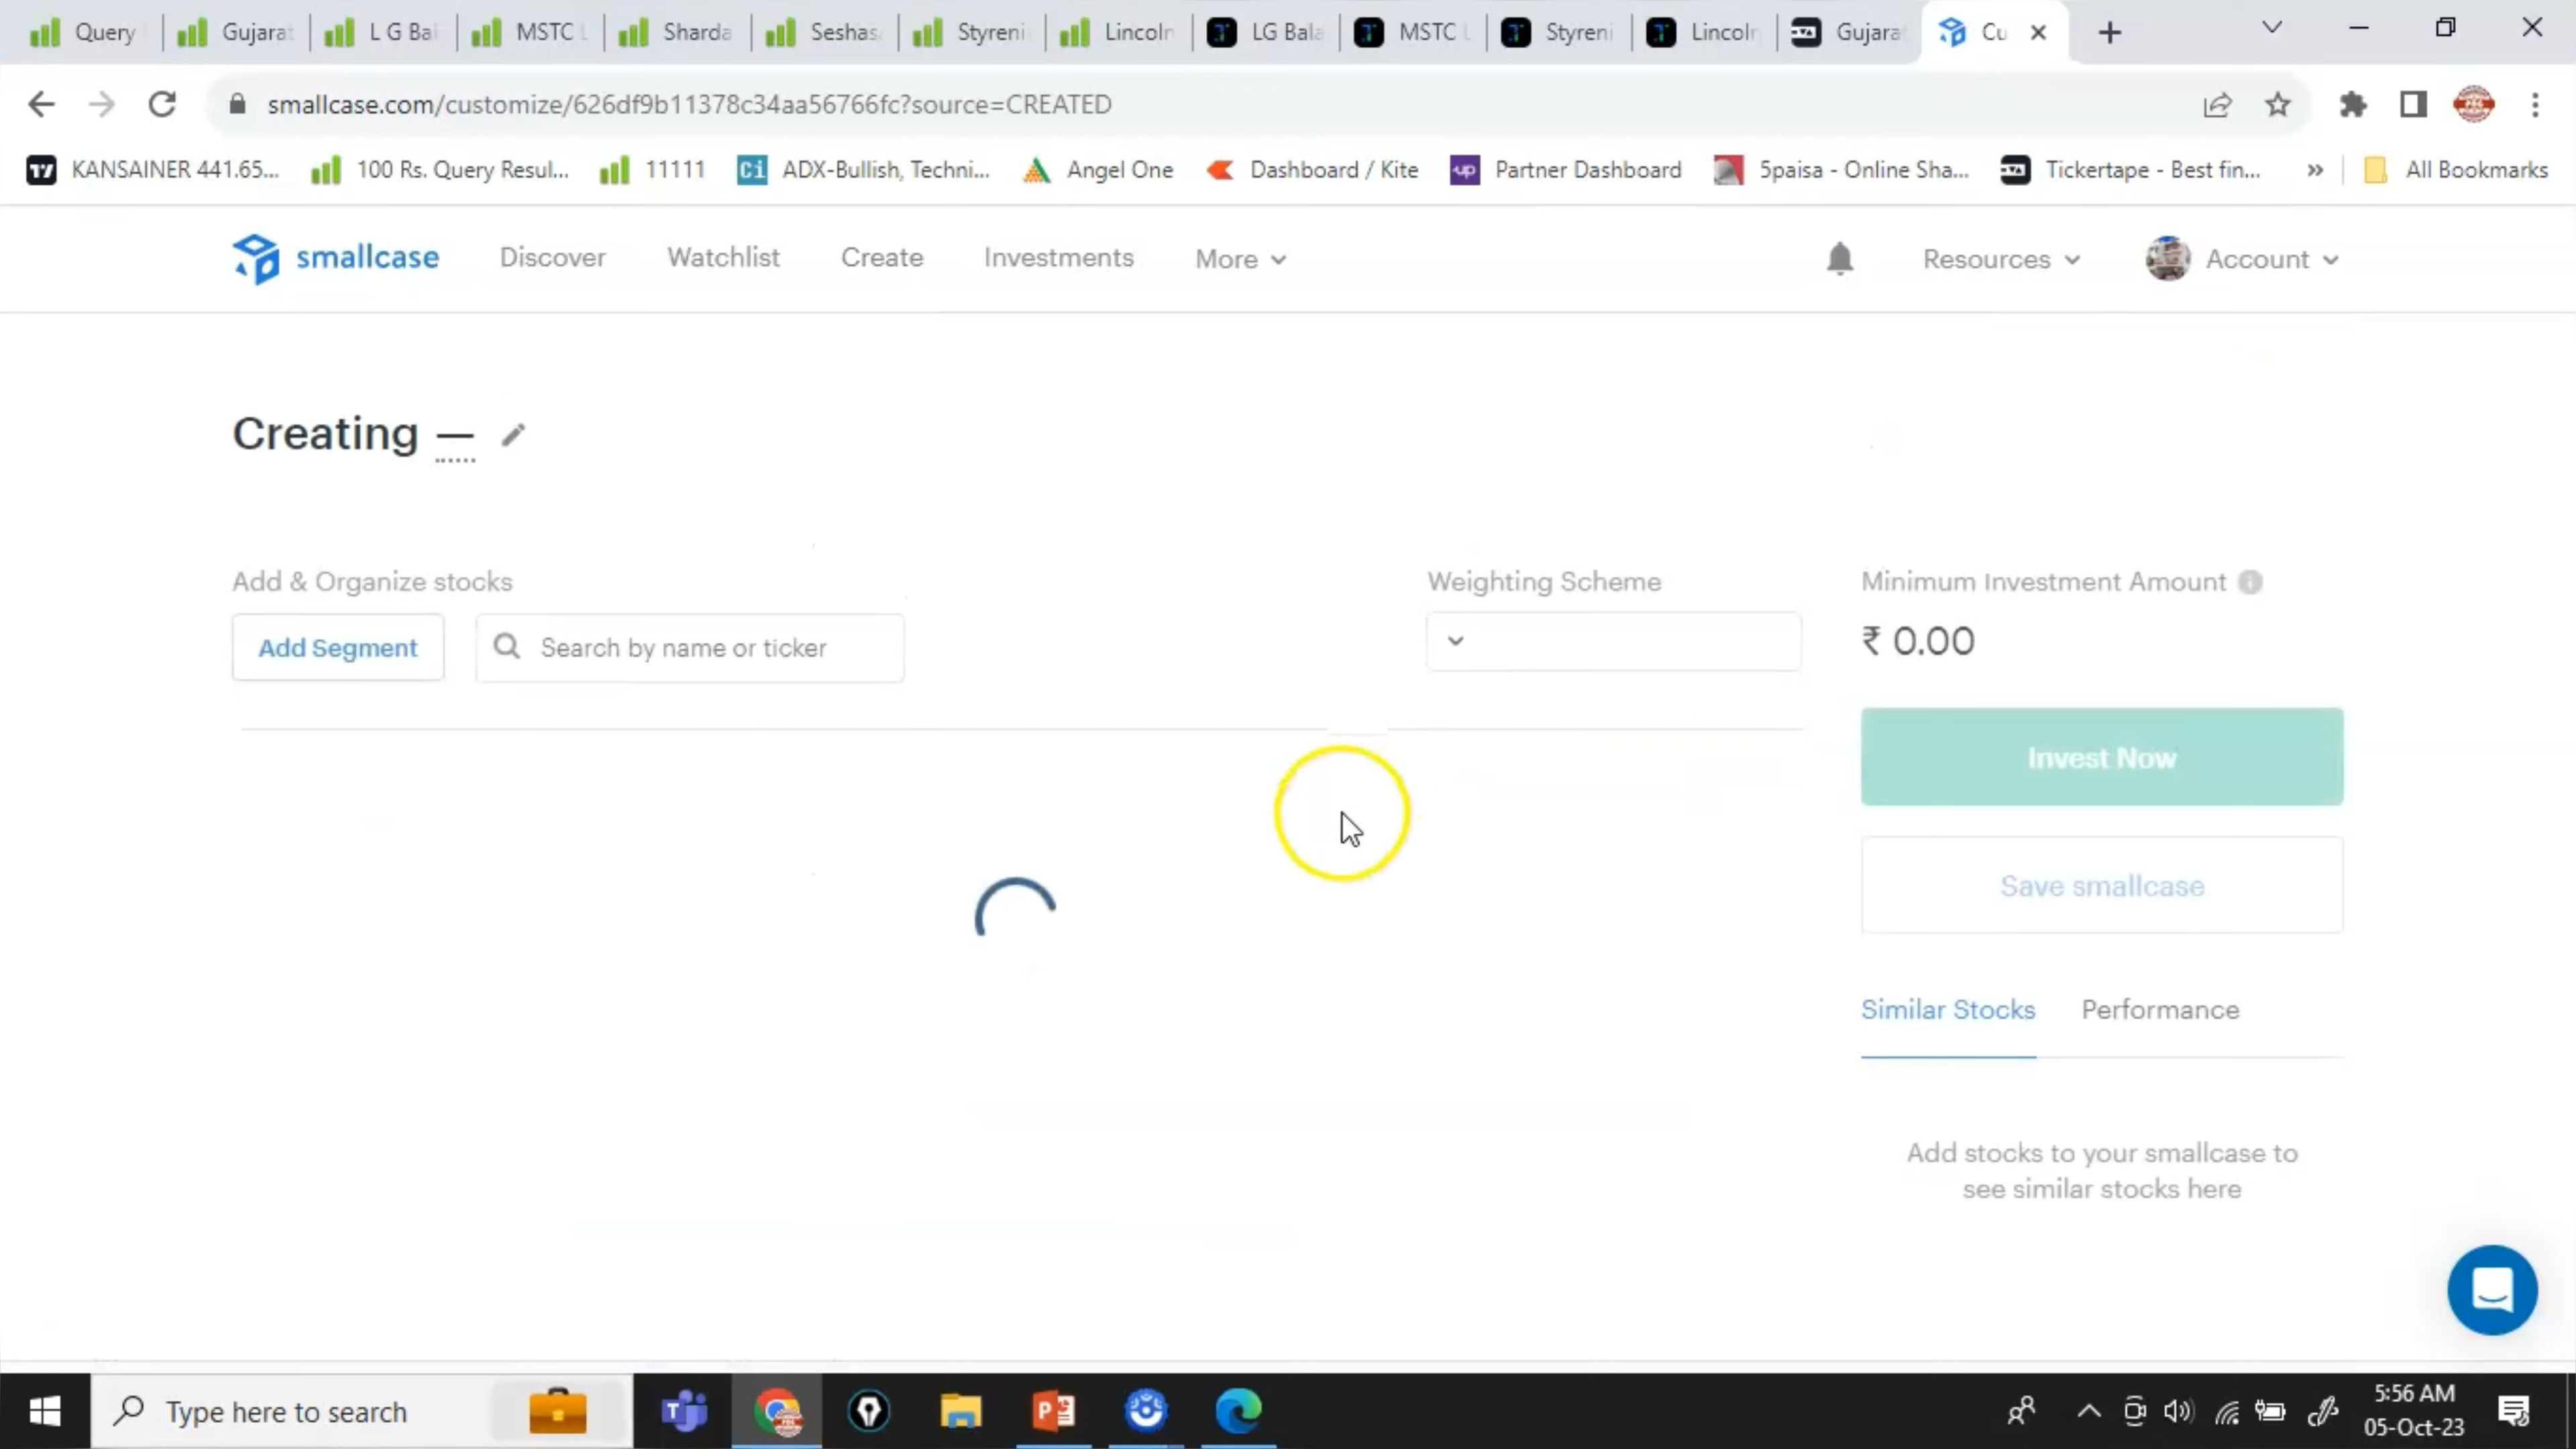 Query
Gujarat
L G Bal
MSTC L
Sharda
Seshas
Styreni
Lincoln
LG Bala
MSTC L
Styreni
Lincoln
Gujarat
Cu
smallcase.com/customize/626df9b11378c34aa56766fc?source=CREATED
KANSAINER 441.65...
100 Rs. Query Resul...
11111
Ci
ADX-Bullish, Techni...
Angel One
Dashboard / Kite
up
Partner Dashboard
5paisa - Online Sha...
Tickertape - Best fin...
»
All Bookmarks
smallcase
Discover
Watchlist
Create
Investments
More
Resources
Account
Creating —
Add & Organize stocks
Weighting Scheme
Minimum Investment Amount
Add Segment
Search by name or ticker
₹ 0.00
Invest Now
Save smallcase
Similar Stocks
Performance
Add stocks to your smallcase to
see similar stocks here
Type here to search
5:56 AM
05-Oct-23